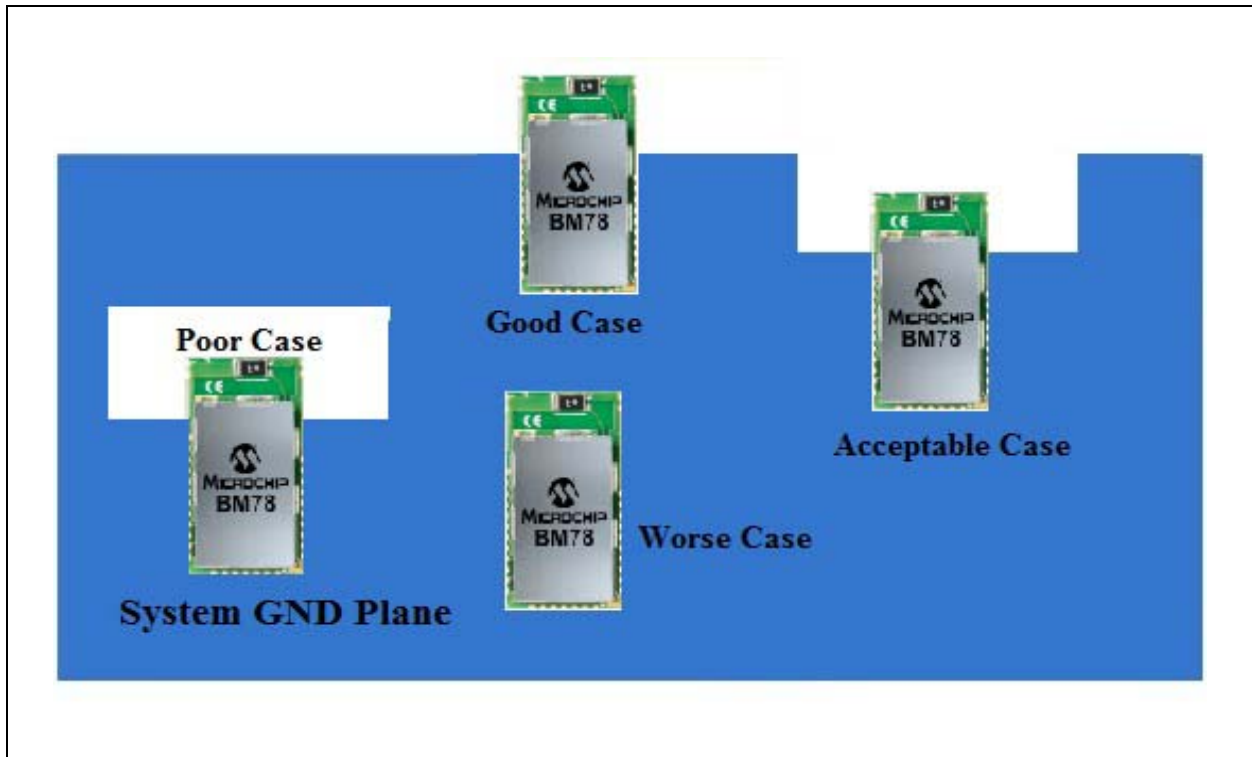 CE
MICROCHIP
BM78
Good Case
CE
MICROCHIP
BM78
Acceptable Case
Poor Case
CE
MICROCHIP
BM78
CE
MICROCHIP
BM78
Worse Case
System GND Plane